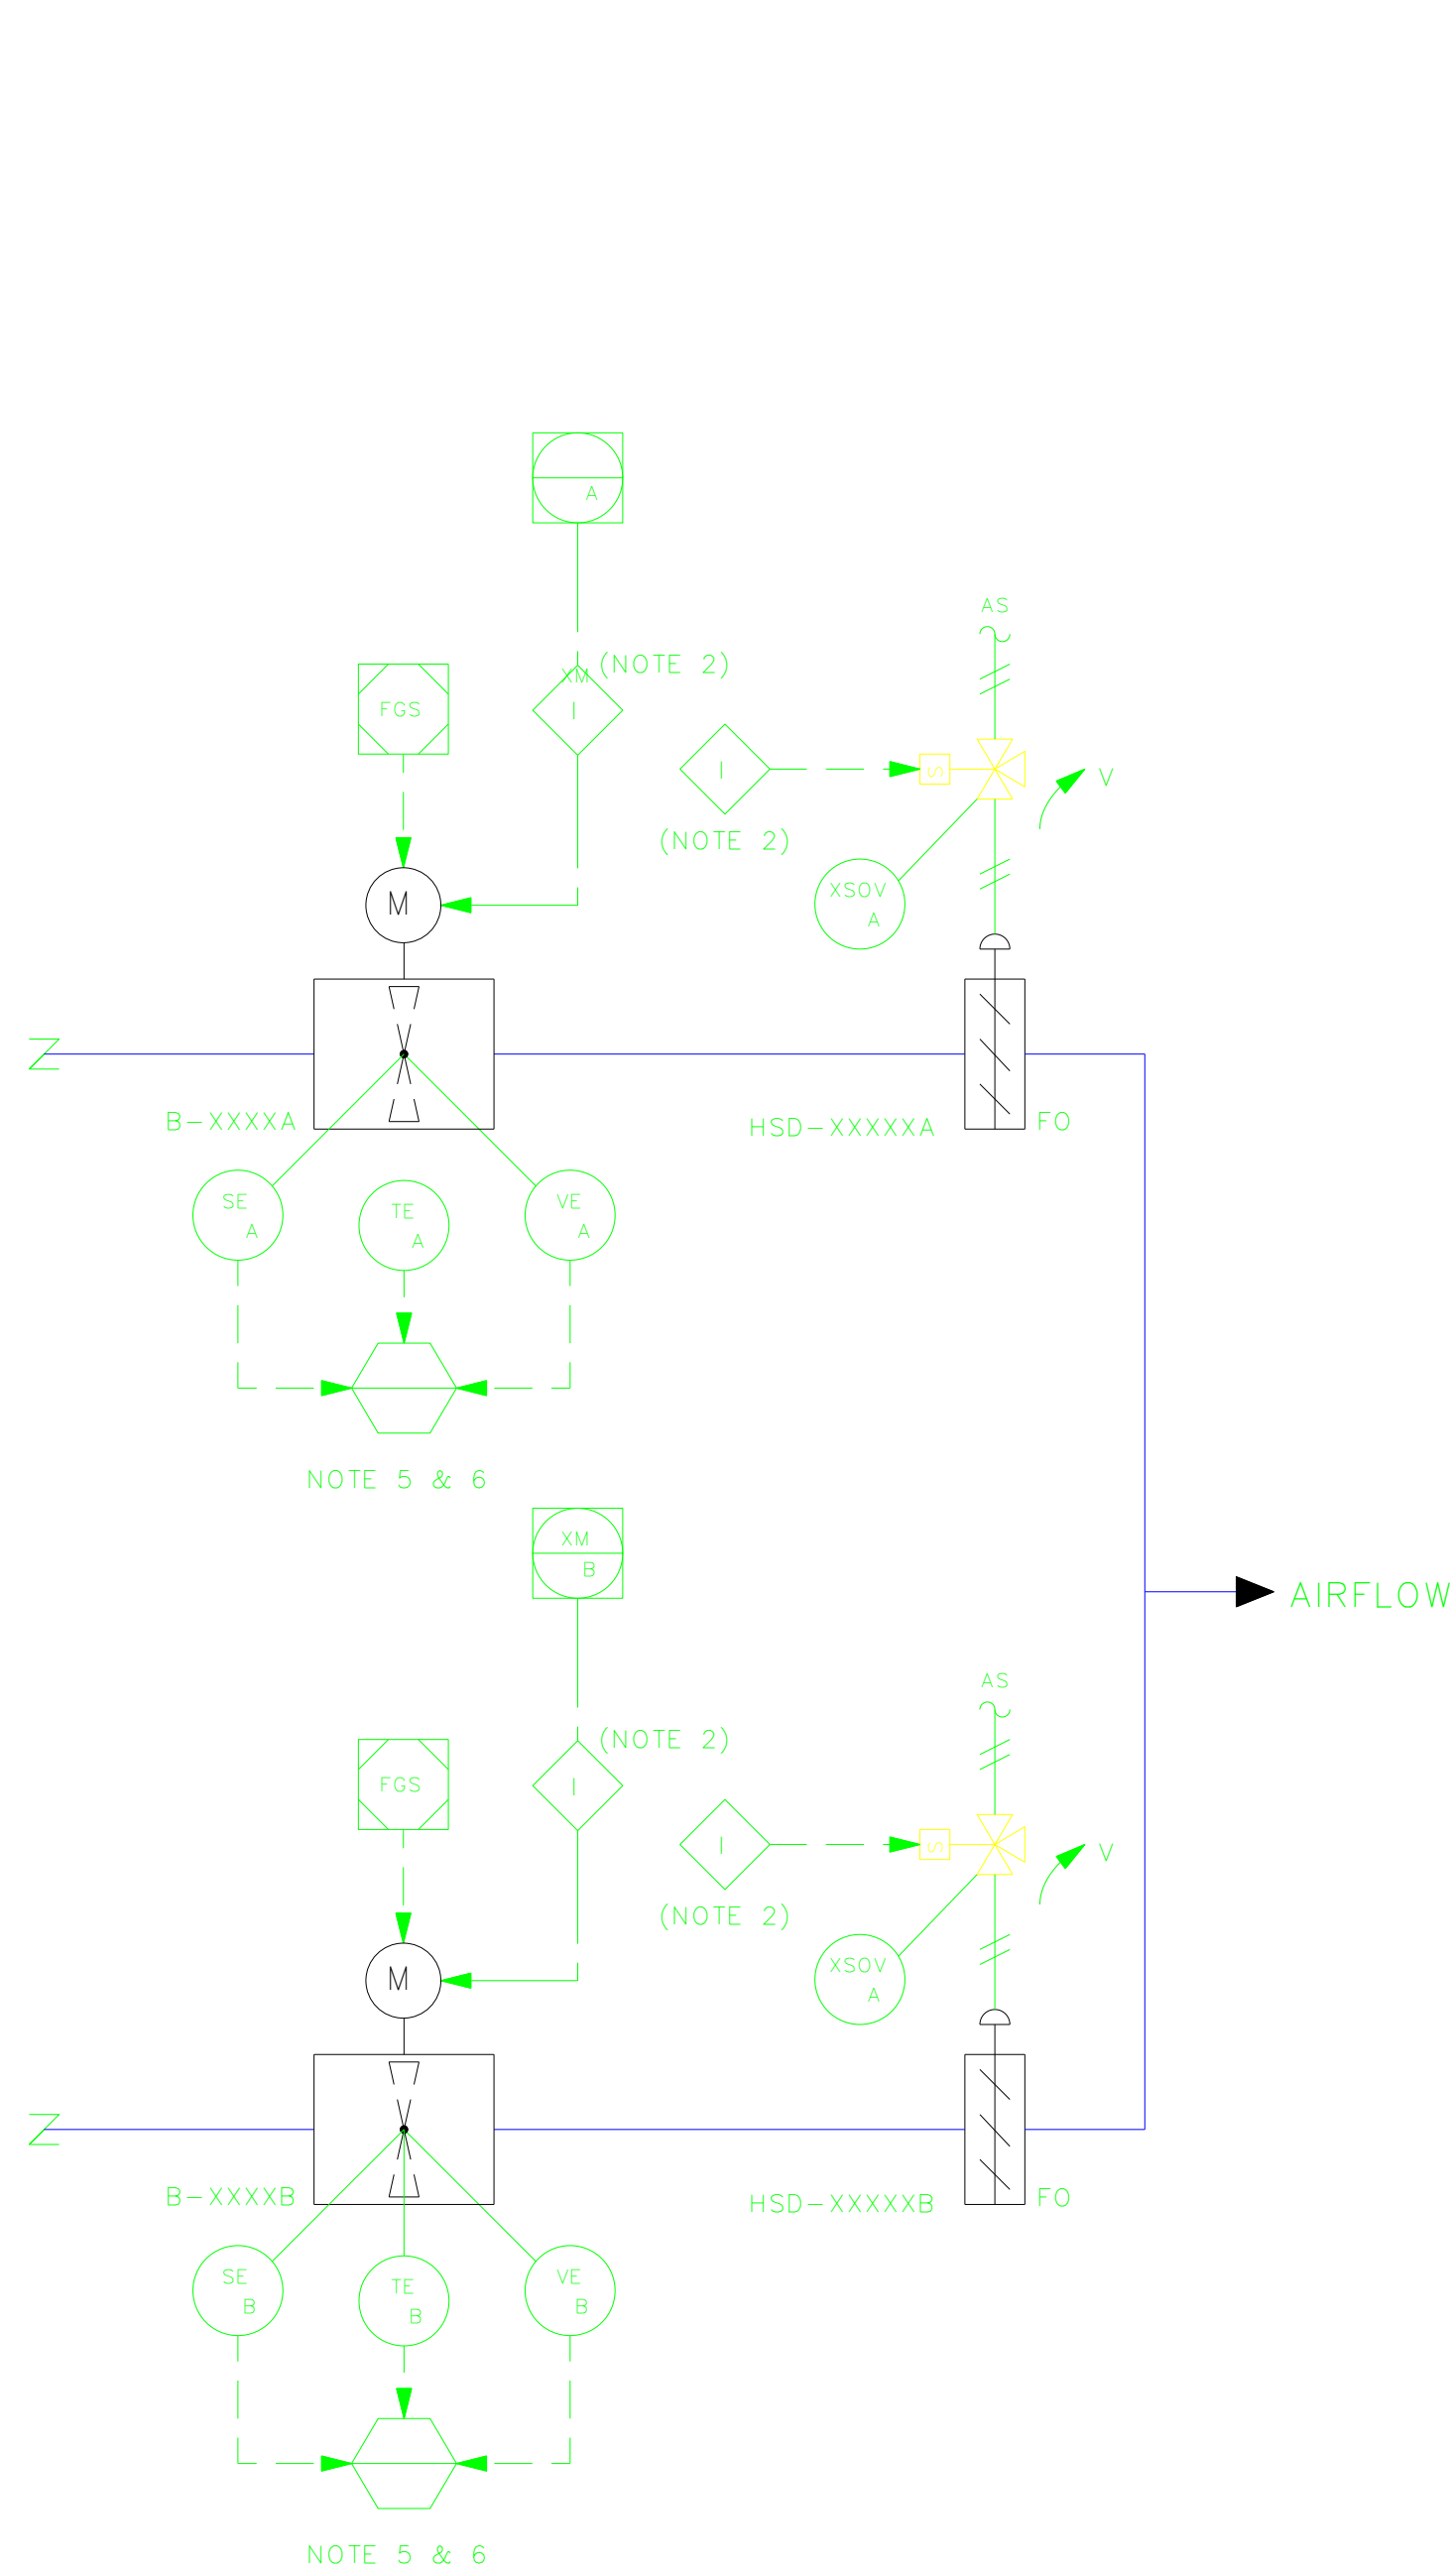 A
AS
XM (NOTE 2)
FGS
I
I
S
V
(NOTE 2)
XSOV
A
M
B-XXXXA
HSD-XXXXXA
FO
SE
A
TE
A
VE
A
NOTE 5 & 6
XM
B
AIRFLOW
AS
(NOTE 2)
FGS
I
I
S
V
(NOTE 2)
XSOV
A
M
B-XXXXB
HSD-XXXXXB
FO
SE
B
TE
B
VE
B
NOTE 5 & 6